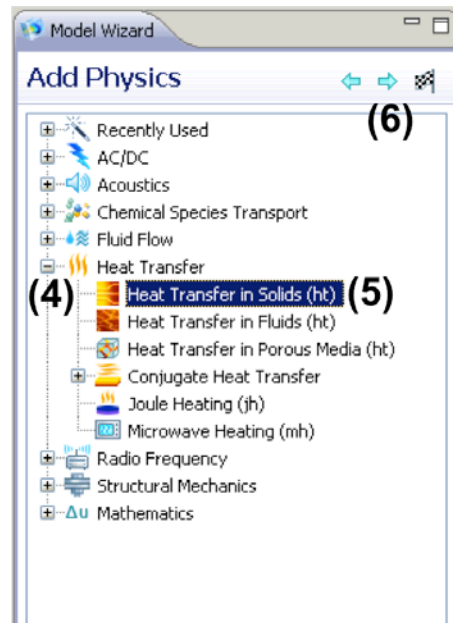 Model Wizard
Add Physics
(6)
Recently Used
AC/DC
Acoustics
Chemical Species Transport
Fluid Flow
Heat Transfer
(4) Heat Transfer in Solids (ht) (5)
Heat Transfer in Fluids (ht)
Heat Transfer in Porous Media (ht)
Conjugate Heat Transfer
Joule Heating (jh)
Microwave Heating (mh)
Radio Frequency
Structural Mechanics
Δu Mathematics